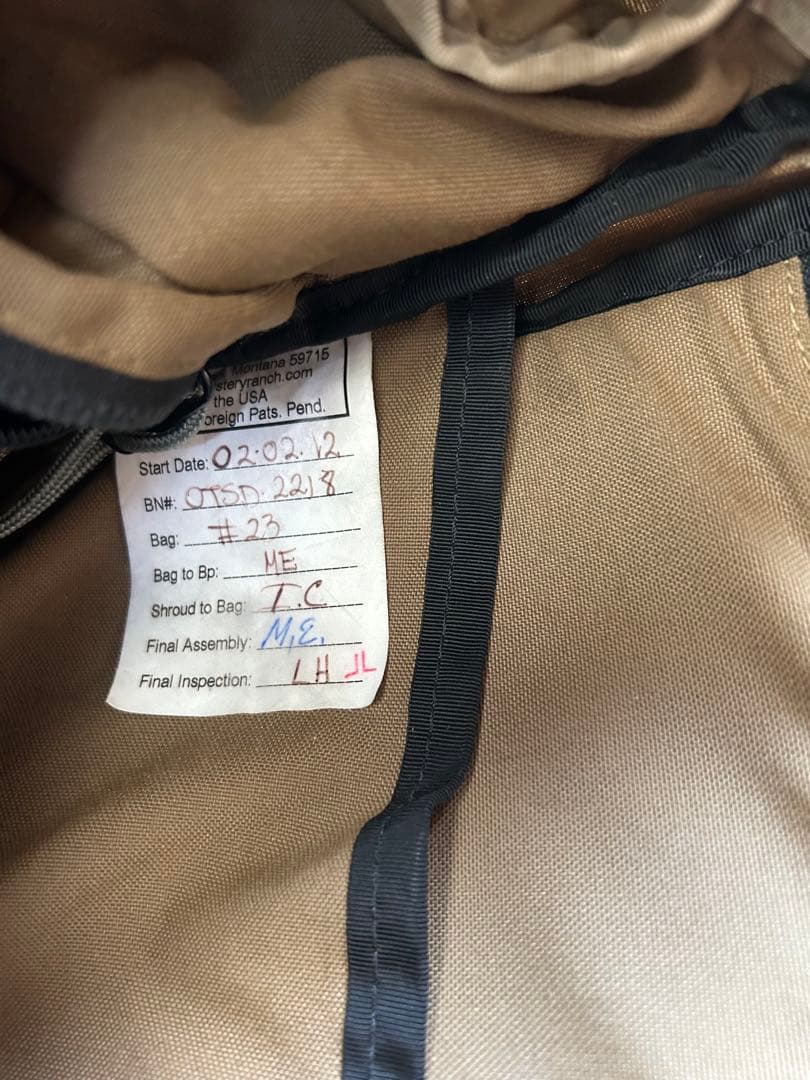 Montana 59715
steryranch.com
the USA
oreign Pats. Pend.
Start Date: 02.02.12
BN#: OTSD.2218
Bag: #23
Bag to Bp: ME
Shroud to Bag: I.C
Final Assembly: M.E.
Final Inspection: LH JL